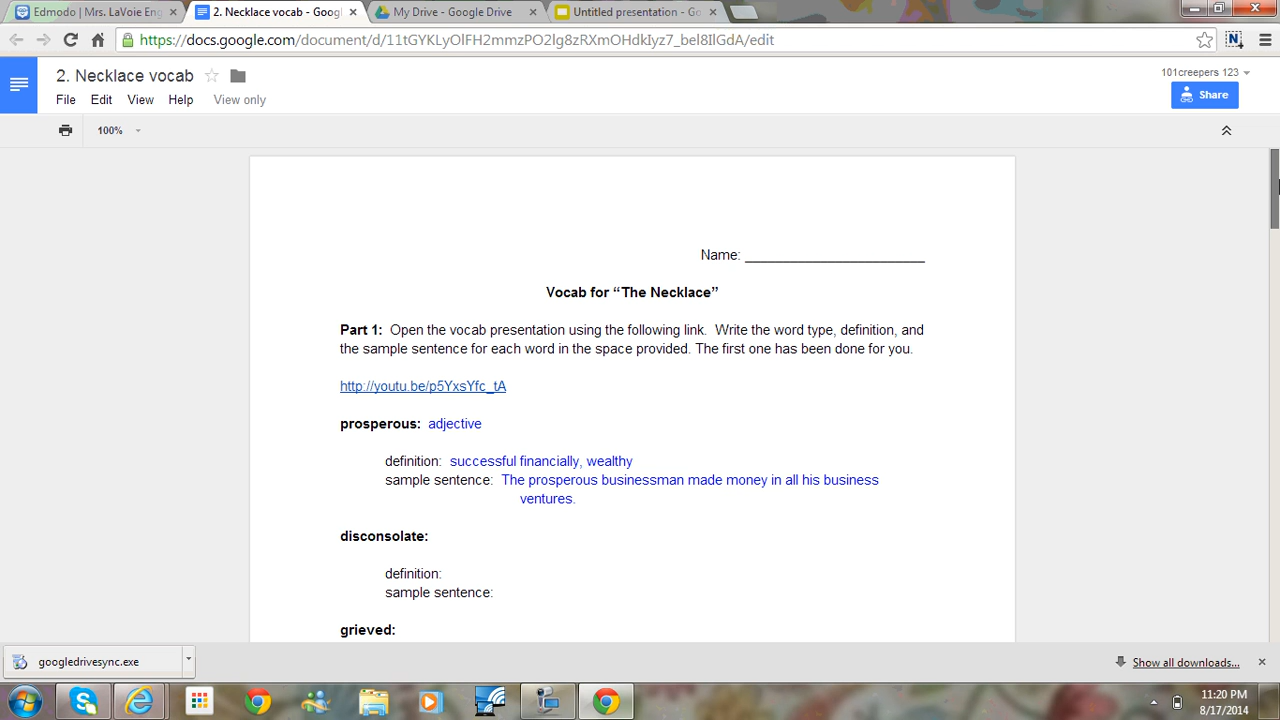 Edmodo | Mrs. LaVoie Eng
2. Necklace vocab - Googl
My Drive - Google Drive
Untitled presentation - Go
https://docs.google.com/document/d/11tGYKLyOlFH2mmzPO2lg8zRXmOHdkIyz7_bel8IlGdA/edit
2. Necklace vocab
101creepers 123
File Edit View Help View only
Share
100%
Name: ________________________
Vocab for “The Necklace”
Part 1: Open the vocab presentation using the following link. Write the word type, definition, and
the sample sentence for each word in the space provided. The first one has been done for you.
http://youtu.be/p5YxsYfc_tA
prosperous: adjective
definition: successful financially, wealthy
sample sentence: The prosperous businessman made money in all his business
ventures.
disconsolate:
definition:
sample sentence:
grieved:
googledrivesync.exe
Show all downloads...
11:20 PM
8/17/2014